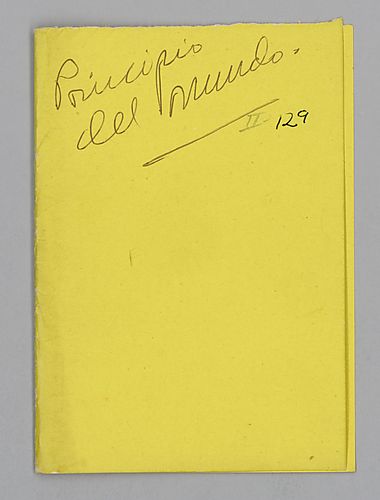 Principio
del mundo.
II 129